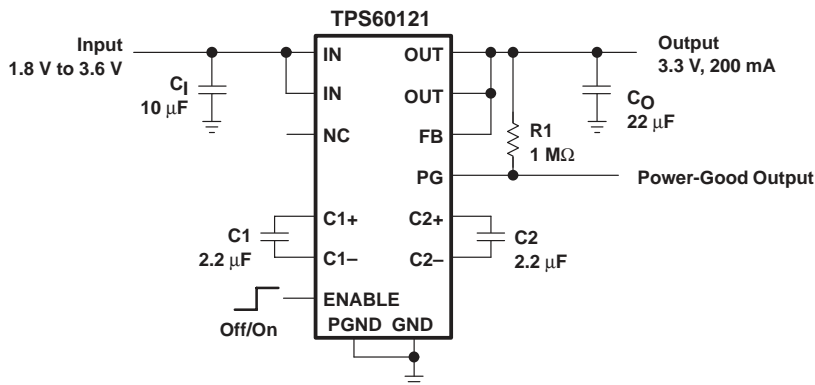 TPS60121
Input
1.8 V to 3.6 V
IN
OUT
Output
3.3 V, 200 mA
CI
10 μF
IN
OUT
CO
22 μF
NC
FB
R1
1 MΩ
PG
Power-Good Output
C1
2.2 μF
C1+
C2+
C2
2.2 μF
C1–
C2–
ENABLE
Off/On
PGND GND